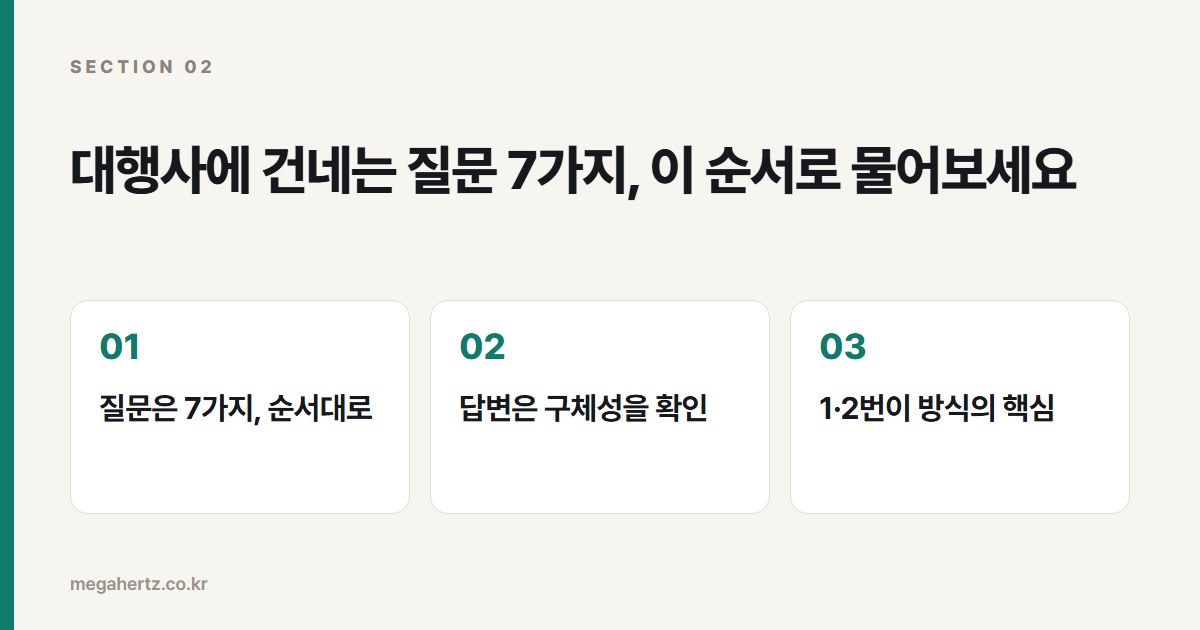 SECTION 02
대행사에 건네는 질문 7가지, 이 순서로 물어보세요
01
질문은 7가지, 순서대로
02
답변은 구체성을 확인
03
1·2번이 방식의 핵심
megahertz.co.kr